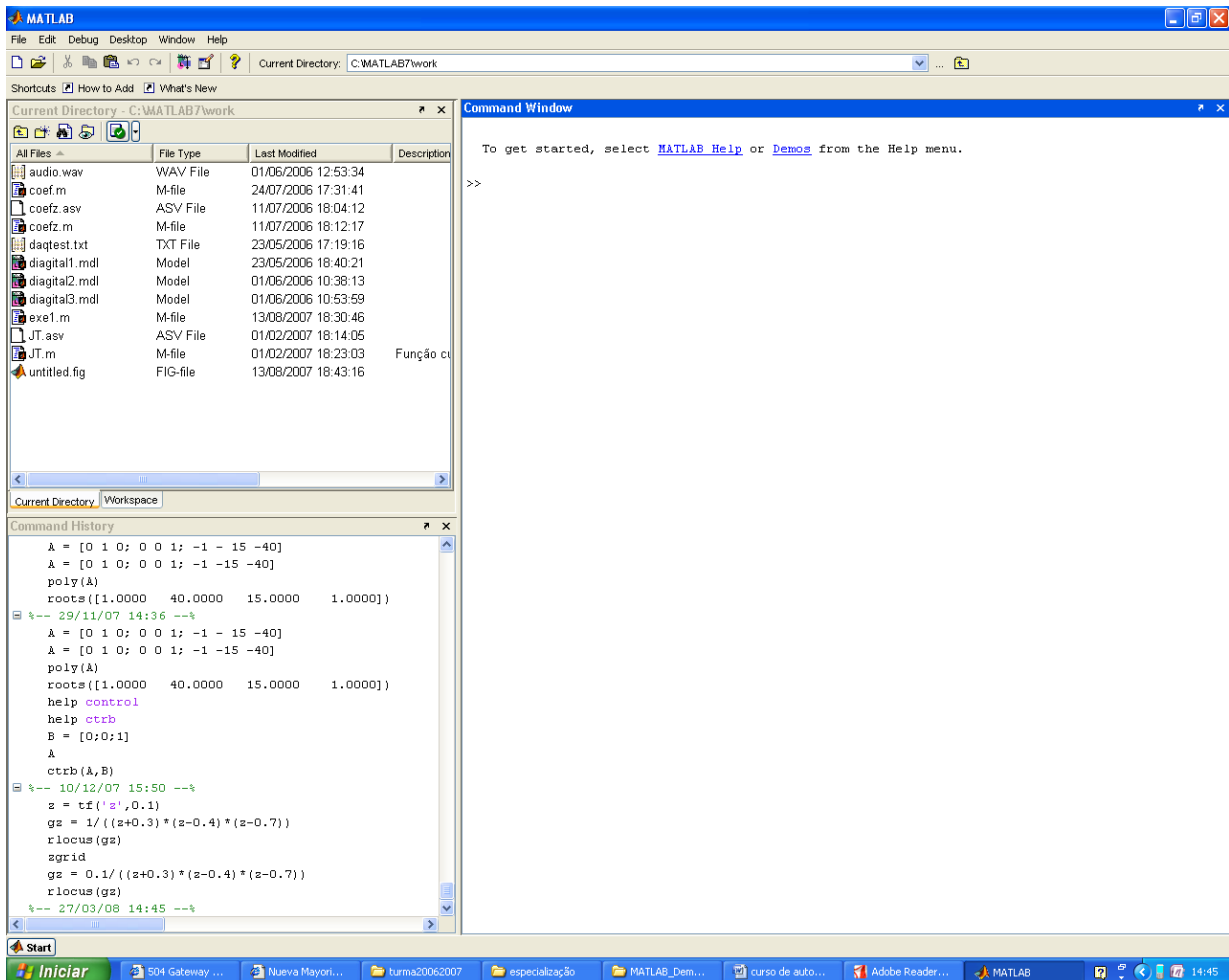 MATLAB
File Edit Debug Desktop Window Help
Current Directory: C:\MATLAB7\work ...
Shortcuts How to Add What's New
Current Directory - C:\MATLAB7\work
All Files File Type Last Modified Description
audio.wav WAV File 01/06/2006 12:53:34
coef.m M-file 24/07/2006 17:31:41
coefz.asv ASV File 11/07/2006 18:04:12
coefz.m M-file 11/07/2006 18:12:17
daqtest.txt TXT File 23/05/2006 17:19:16
diagital1.mdl Model 23/05/2006 18:40:21
diagital2.mdl Model 01/06/2006 10:38:13
diagital3.mdl Model 01/06/2006 10:53:59
exe1.m M-file 13/08/2007 18:30:46
JT.asv ASV File 01/02/2007 18:14:05
JT.m M-file 01/02/2007 18:23:03 Função cu
untitled.fig FIG-file 13/08/2007 18:43:16
Current Directory Workspace
Command History
A = [0 1 0; 0 0 1; -1 - 15 -40]
A = [0 1 0; 0 0 1; -1 -15 -40]
poly(A)
roots([1.0000 40.0000 15.0000 1.0000])
%-- 29/11/07 14:36 --%
A = [0 1 0; 0 0 1; -1 - 15 -40]
A = [0 1 0; 0 0 1; -1 -15 -40]
poly(A)
roots([1.0000 40.0000 15.0000 1.0000])
help control
help ctrb
B = [0;0;1]
A
ctrb(A,B)
%-- 10/12/07 15:50 --%
z = tf('z',0.1)
gz = 1/((z+0.3)*(z-0.4)*(z-0.7))
rlocus(gz)
zgrid
gz = 0.1/((z+0.3)*(z-0.4)*(z-0.7))
rlocus(gz)
%-- 27/03/08 14:45 --%
Command Window
To get started, select MATLAB Help or Demos from the Help menu.
>>
Start
Iniciar 504 Gateway ... Nueva Mayori... turma20062007 especialização MATLAB_Dem... curso de auto... Adobe Reader... MATLAB 14:45